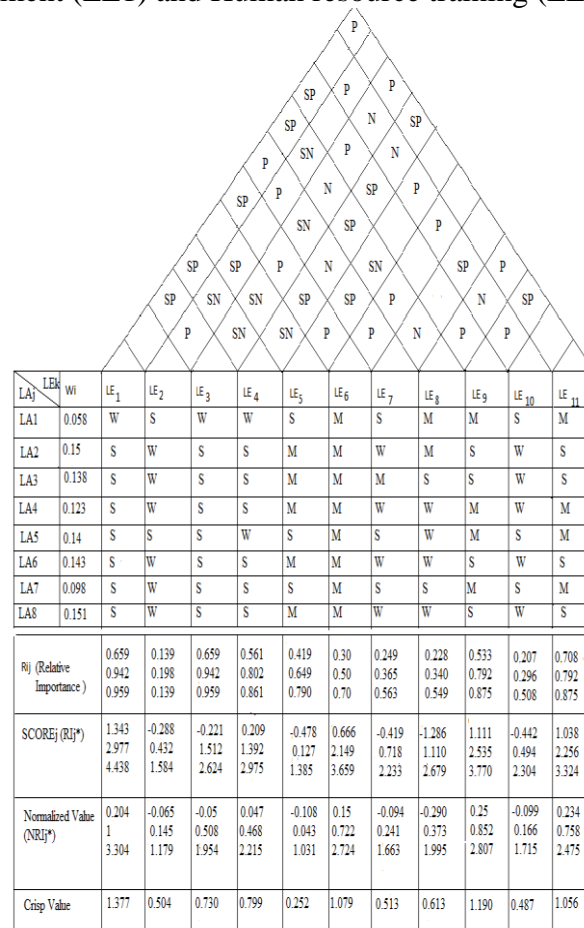 ment (LE1) and Human resource training (LE
P
SP P P
SP N SP
P SN P N
SP P N SP P
SN SP P
SP SP P N SN SP P
SP SN SN SP SP P N SP
P SN SN P P N P P
LAj LEk Wi LE1 LE2 LE3 LE4 LE5 LE6 LE7 LE8 LE9 LE10 LE11
LA1 0.058 W S W W S M S M M S M
LA2 0.15 S W S S M M W M S W S
LA3 0.138 S W S S M M M S S W S
LA4 0.123 S W S S M M W W M W M
LA5 0.14 S S S W S M S W M S M
LA6 0.143 S W S S M M W W S W S
LA7 0.098 S W S S S M S S M S M
LA8 0.151 S W S S M M W W S W S
0.659 0.139 0.659 0.561 0.419 0.30 0.249 0.228 0.533 0.207 0.708
Rij (Relative 0.942 0.198 0.942 0.802 0.649 0.50 0.365 0.340 0.792 0.296 0.792
Importance ) 0.959 0.139 0.959 0.861 0.790 0.70 0.563 0.549 0.875 0.508 0.875
SCOREj (RIj*) 1.343 -0.288 -0.221 0.209 -0.478 0.666 -0.419 -1.286 1.111 -0.442 1.038
2.977 0.432 1.512 1.392 0.127 2.149 0.718 1.110 2.535 0.494 2.256
4.438 1.584 2.624 2.975 1.385 3.659 2.233 2.679 3.770 2.304 3.324
Normalized Value 0.204 -0.065 -0.05 0.047 -0.108 0.15 -0.094 -0.290 0.25 -0.099 0.234
(NRIj*) 1 0.145 0.508 0.468 0.043 0.722 0.241 0.373 0.852 0.166 0.758
3.304 1.179 1.954 2.215 1.031 2.724 1.663 1.995 2.807 1.715 2.475
Crisp Value 1.377 0.504 0.730 0.799 0.252 1.079 0.513 0.613 1.190 0.487 1.056